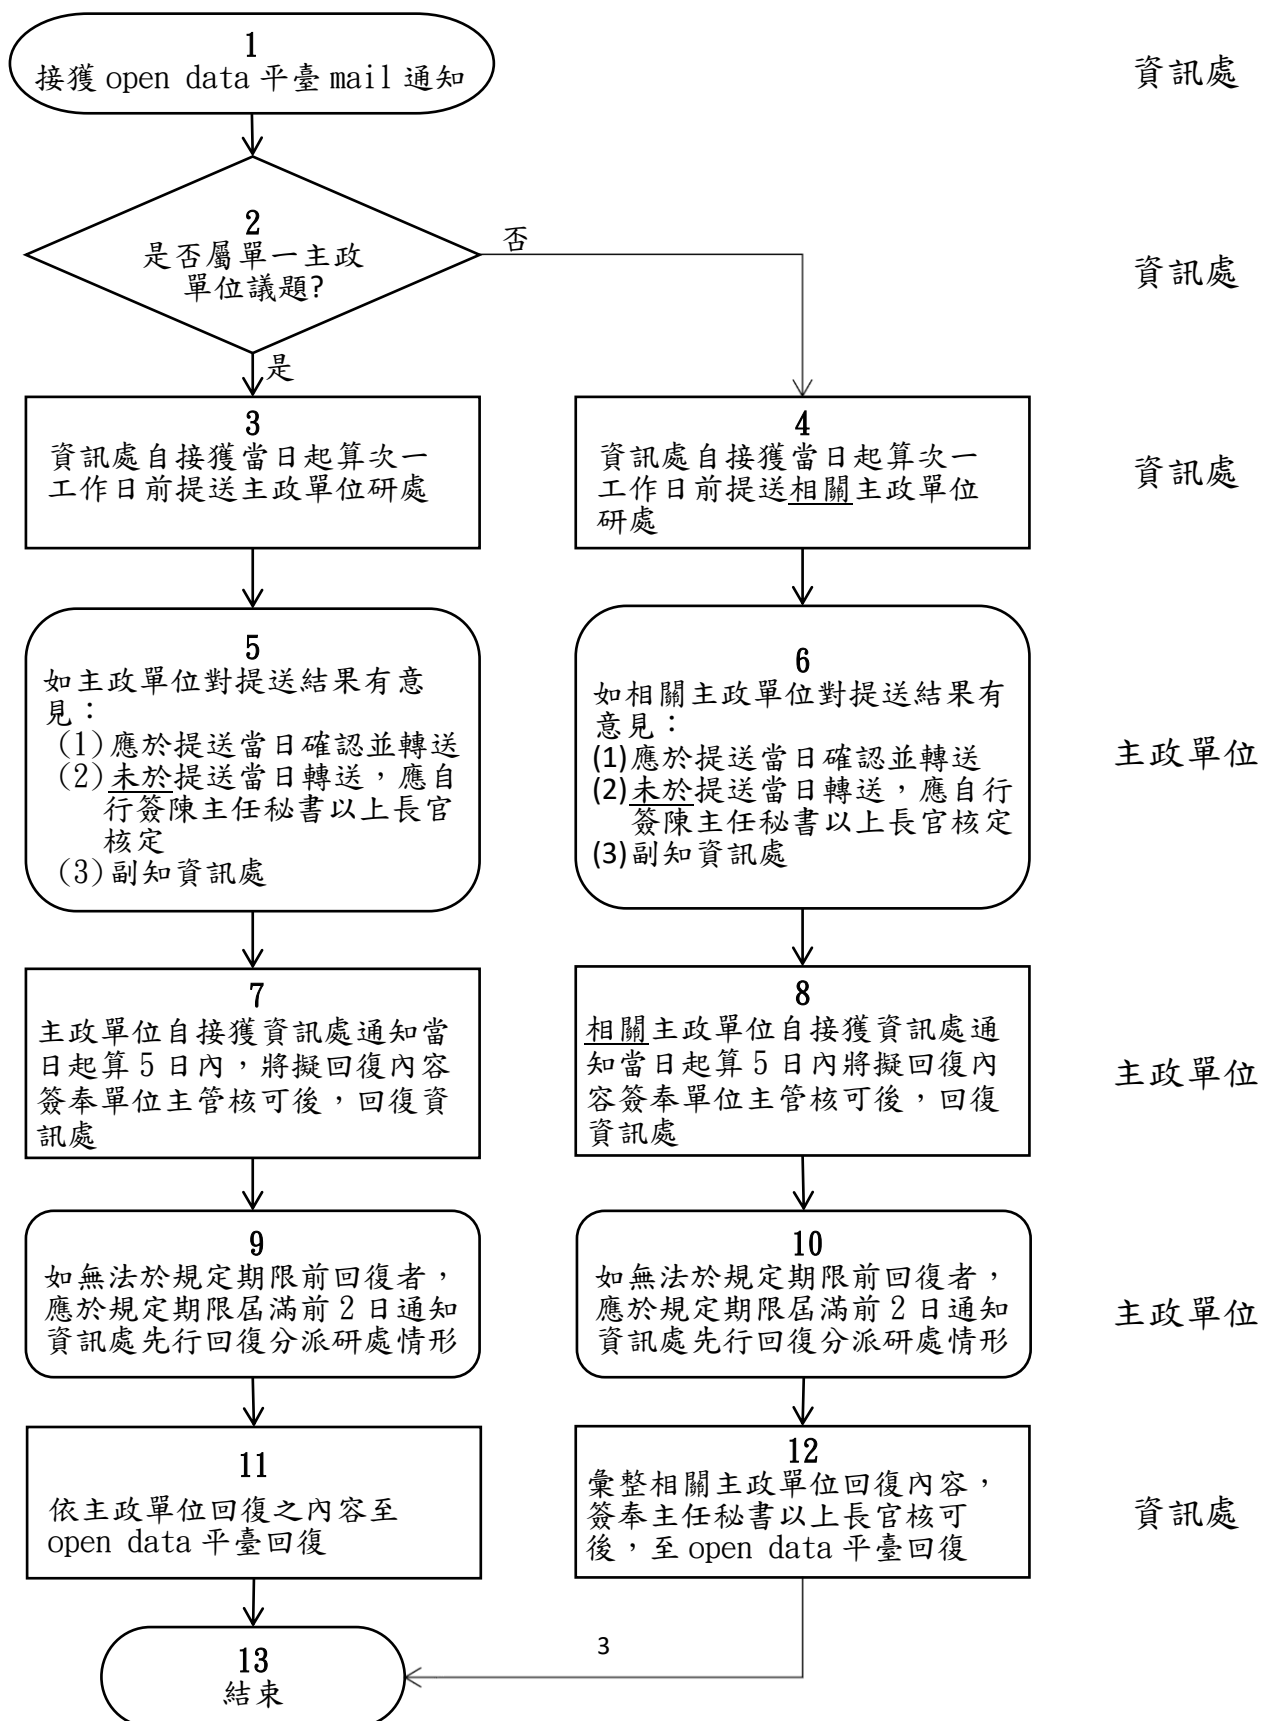 1
接獲 open data 平臺 mail 通知
資訊處
2
是否屬單一主政
單位議題?
否
資訊處
是
3
資訊處自接獲當日起算次一
工作日前提送主政單位研處
4
資訊處自接獲當日起算次一
工作日前提送相關主政單位
研處
資訊處
5
如主政單位對提送結果有意
見：
(1)應於提送當日確認並轉送
(2)未於提送當日轉送，應自
行簽陳主任秘書以上長官
核定
(3)副知資訊處
6
如相關主政單位對提送結果有
意見：
(1)應於提送當日確認並轉送
(2)未於提送當日轉送，應自行
簽陳主任秘書以上長官核定
(3)副知資訊處
主政單位
7
主政單位自接獲資訊處通知當
日起算 5 日內，將擬回復內容
簽奉單位主管核可後，回復資
訊處
8
相關主政單位自接獲資訊處通
知當日起算 5 日內將擬回復內
容簽奉單位主管核可後，回復
資訊處
主政單位
9
如無法於規定期限前回復者，
應於規定期限屆滿前 2 日通知
資訊處先行回復分派研處情形
10
如無法於規定期限前回復者，
應於規定期限屆滿前 2 日通知
資訊處先行回復分派研處情形
主政單位
11
依主政單位回復之內容至
open data 平臺回復
12
彙整相關主政單位回復內容，
簽奉主任秘書以上長官核可
後，至 open data 平臺回復
資訊處
13
結束
3